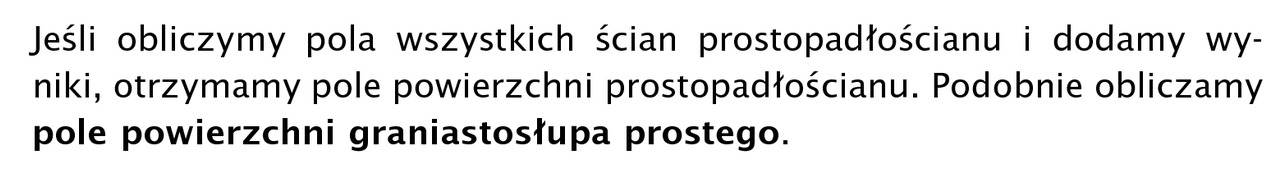 Jeśli obliczymy pola wszystkich ścian prostopadłościanu i dodamy wy-
niki, otrzymamy pole powierzchni prostopadłościanu. Podobnie obliczamy
pole powierzchni graniastosłupa prostego.